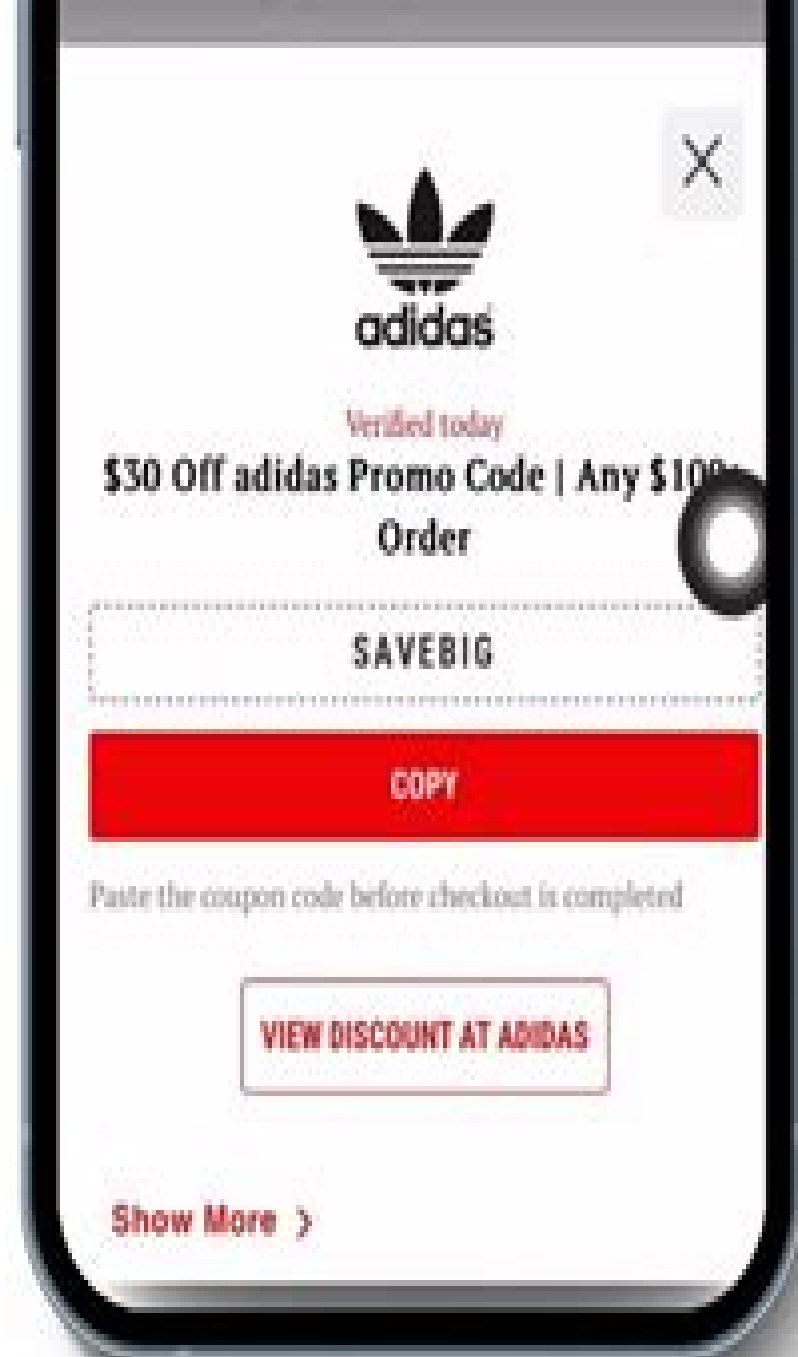 adidas
Verified today
$30 Off adidas Promo Code | Any $100+
Order
SAVEBIG
COPY
Paste the coupon code before checkout is completed
VIEW DISCOUNT AT ADIDAS
Show More